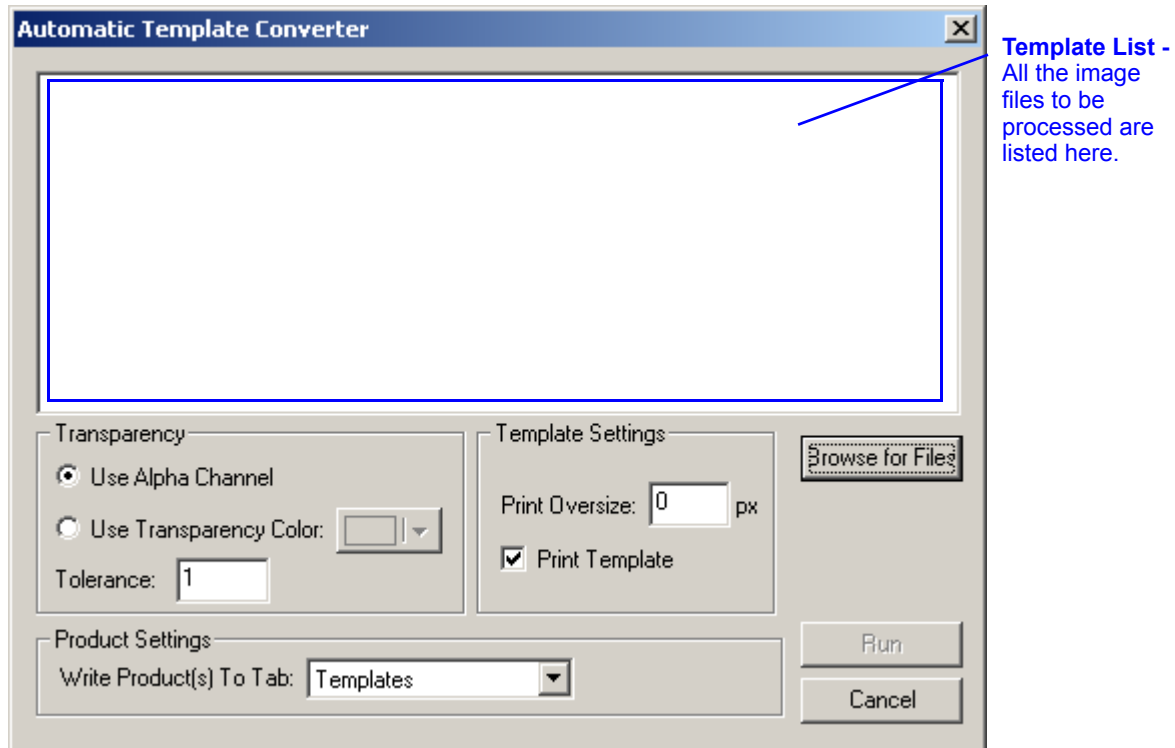 Automatic Template Converter
Template List -
All the image
files to be
processed are
listed here.
Transparency
Use Alpha Channel
Use Transparency Color:
Tolerance: 1
Template Settings
Print Oversize: 0 px
Print Template
Browse for Files
Product Settings
Write Product(s) To Tab: Templates
Run
Cancel